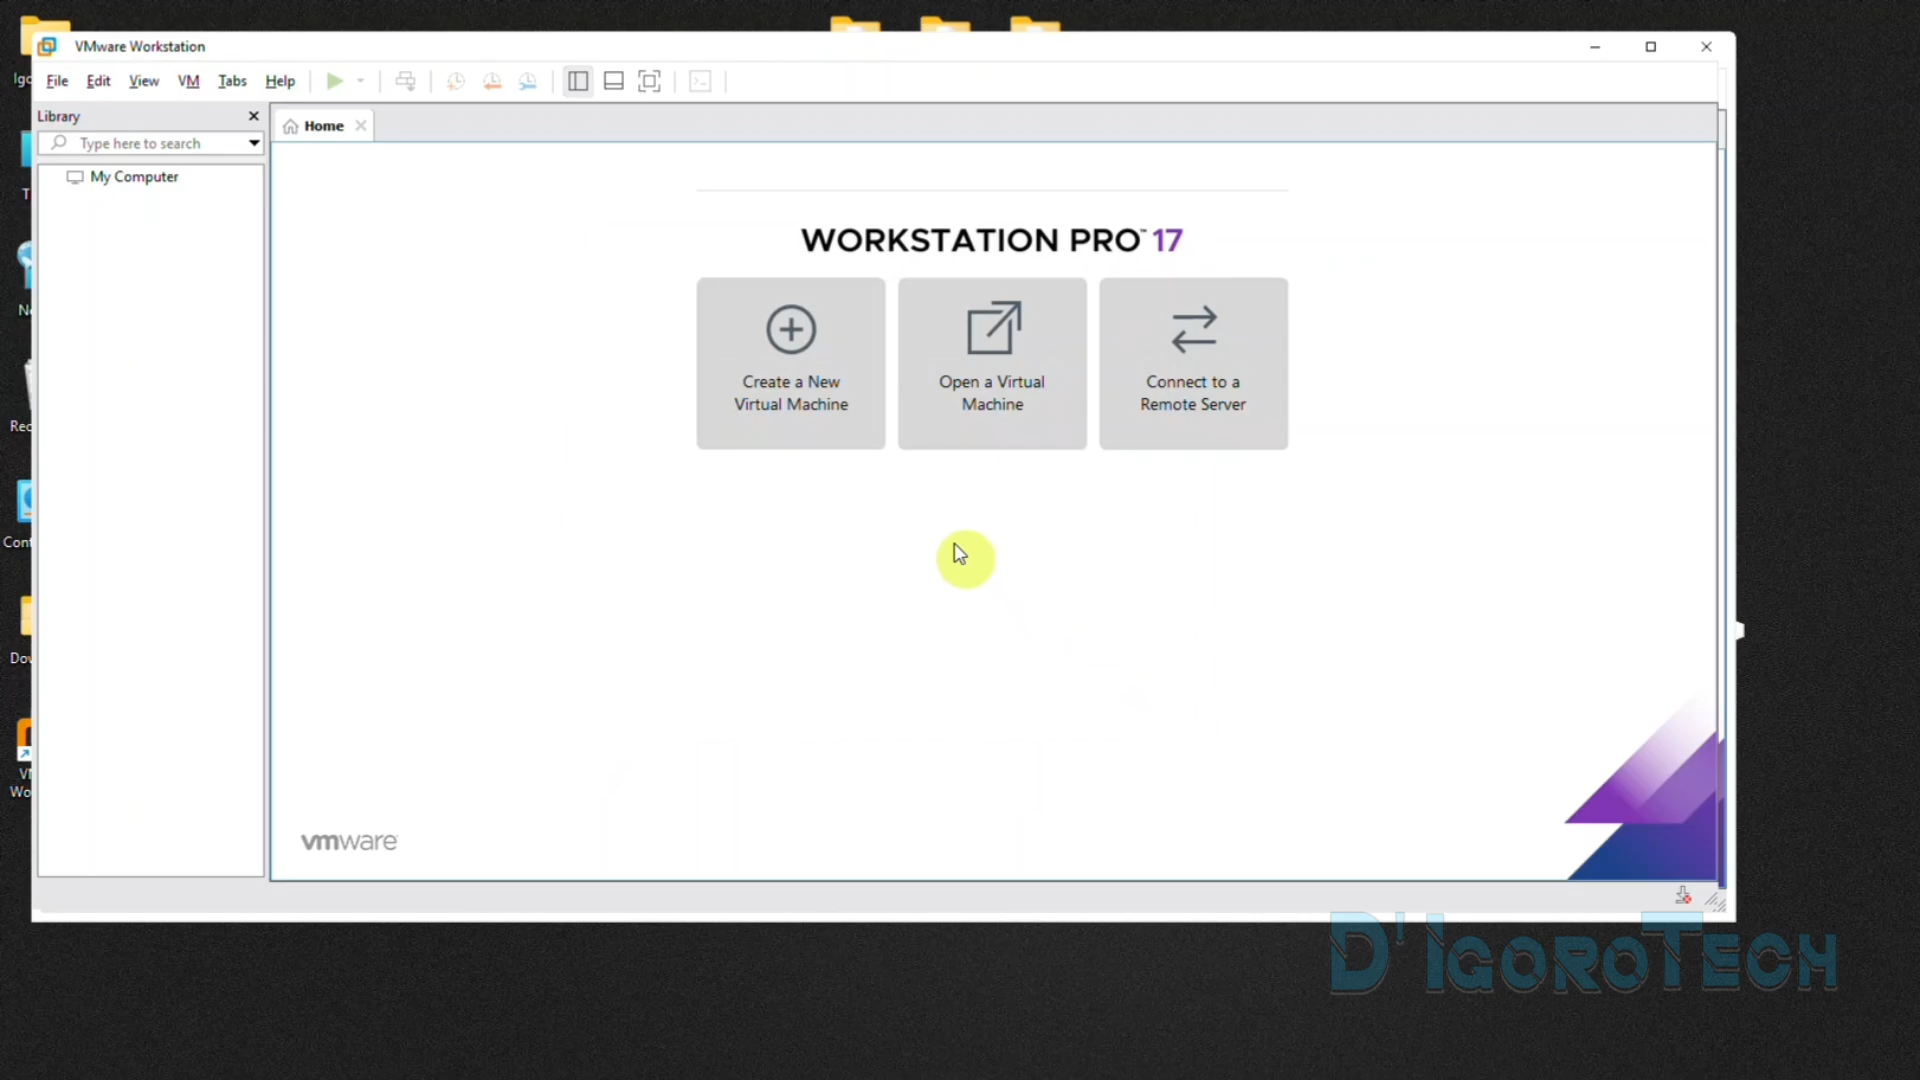 VMware Workstation
File Edit View VM Tabs Help
Library
Type here to search
My Computer
Home
WORKSTATION PRO™ 17
Create a New
Virtual Machine
Open a Virtual
Machine
Connect to a
Remote Server
vmware
D'IGOROTECH